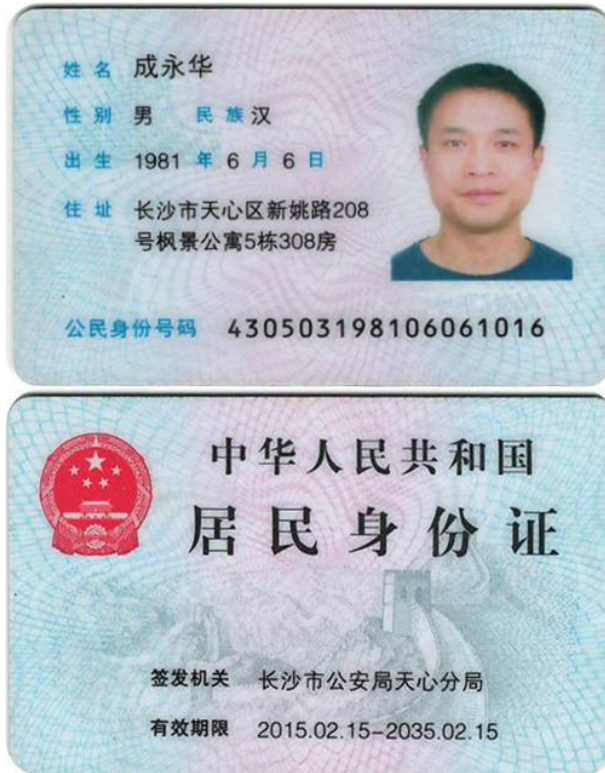 姓名 成永华
性别 男 民族 汉
出生 1981 年 6 月 6 日
住址 长沙市天心区新姚路208
号枫景公寓5栋308房
公民身份号码 430503198106061016
中华人民共和国
居民身份证
签发机关 长沙市公安局天心分局
有效期限 2015.02.15-2035.02.15